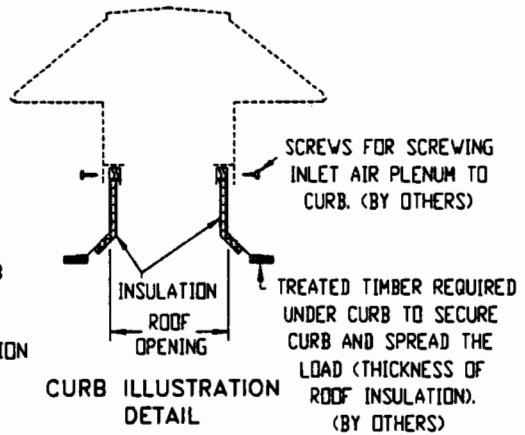 SCREWS FOR SCREWING
INLET AIR PLENUM TO
CURB. (BY OTHERS)
INSULATION
ROOF
OPENING
TREATED TIMBER REQUIRED
UNDER CURB TO SECURE
CURB AND SPREAD THE
LOAD (THICKNESS OF
ROOF INSULATION).
(BY OTHERS)
CURB ILLUSTRATION
DETAIL